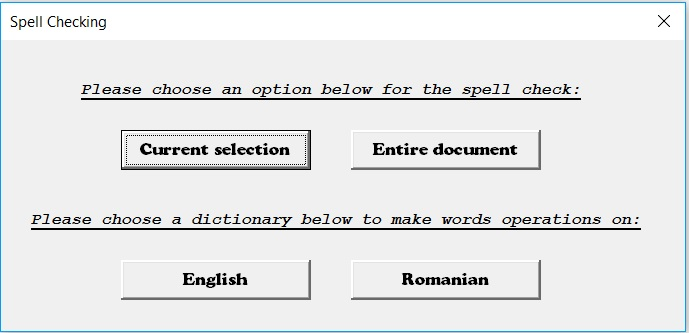 Spell Checking
Please choose an option below for the spell check:
Current selection Entire document
Please choose a dictionary below to make words operations on:
English Romanian